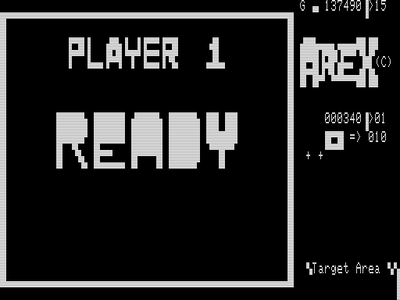 PLAYER 1
READY
G 137490 15
AREX (C)
000340 01
=> 010
+ +
Target Area